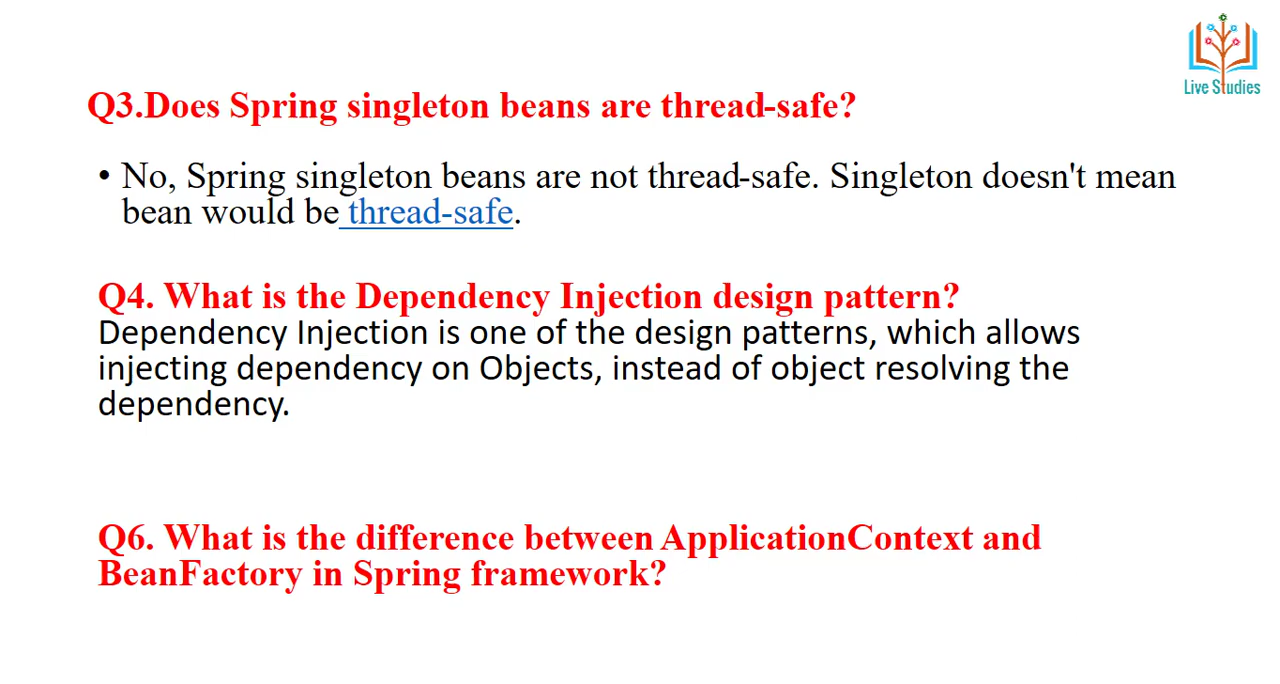 Live Studies
Q3.Does Spring singleton beans are thread-safe?
• No, Spring singleton beans are not thread-safe. Singleton doesn't mean
bean would be thread-safe.
Q4. What is the Dependency Injection design pattern?
Dependency Injection is one of the design patterns, which allows
injecting dependency on Objects, instead of object resolving the
dependency.
Q6. What is the difference between ApplicationContext and
BeanFactory in Spring framework?